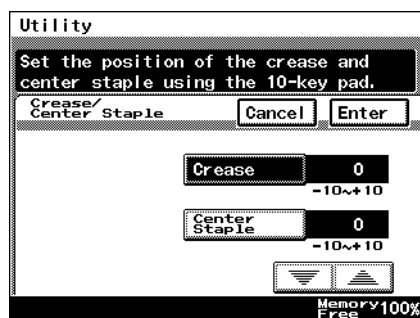 Utility
Set the position of the crease and
center staple using the 10-key pad.
Crease/
Center Staple
Cancel
Enter
Crease
0
-10~+10
Center
Staple
0
-10~+10
Memory
Free
100%